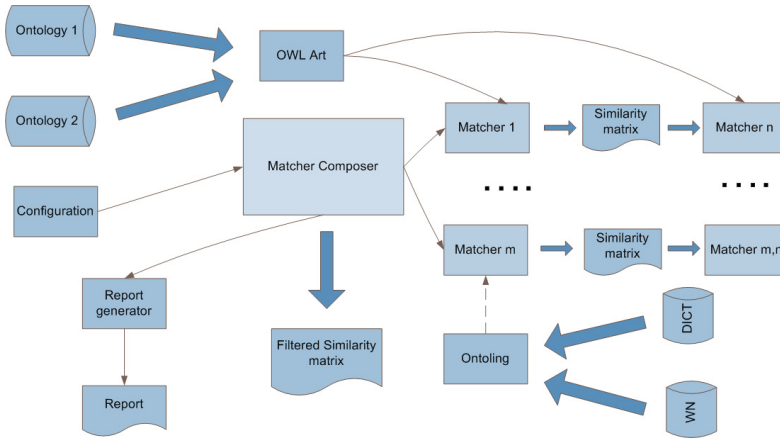 Ontology 1
OWL Art
Ontology 2
Matcher 1
Similarity
matrix
Matcher n
Matcher Composer
. . . .
. . . .
Configuration
Matcher m
Similarity
matrix
Matcher m,n
Report
generator
DICT
Filtered Similarity
matrix
Ontoling
Report
WN